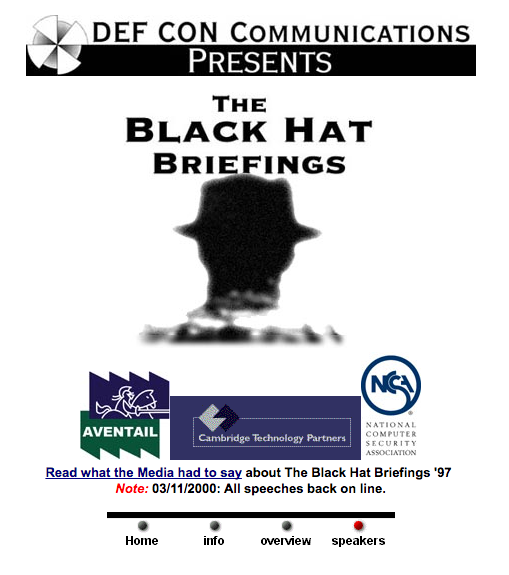 DEF CON COMMUNICATIONS
PRESENTS
THE
BLACK HAT
BRIEFINGS
AVENTAIL
Cambridge Technology Partners
NCSA
NATIONAL
COMPUTER
SECURITY
ASSOCIATION
Read what the Media had to say about The Black Hat Briefings '97
Note: 03/11/2000: All speeches back on line.
Home info overview speakers